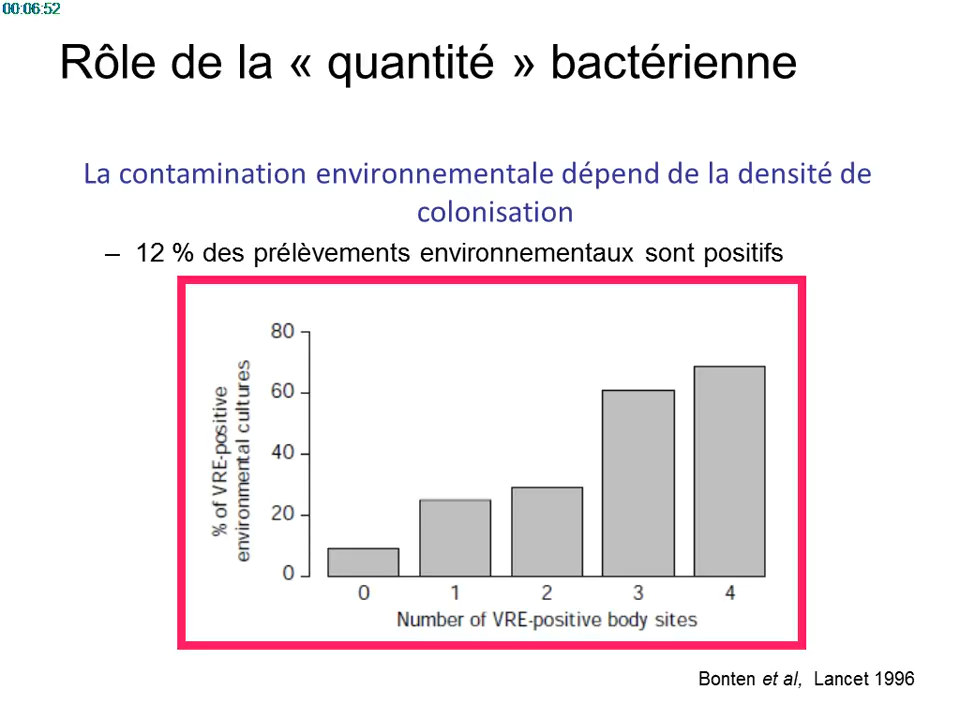 00:06:52
Rôle de la « quantité » bactérienne
La contamination environnementale dépend de la densité de
colonisation
– 12 % des prélèvements environnementaux sont positifs
% of VRE-positive
environmental cultures
80
60
40
20
0
0 1 2 3 4
Number of VRE-positive body sites
Bonten et al, Lancet 1996